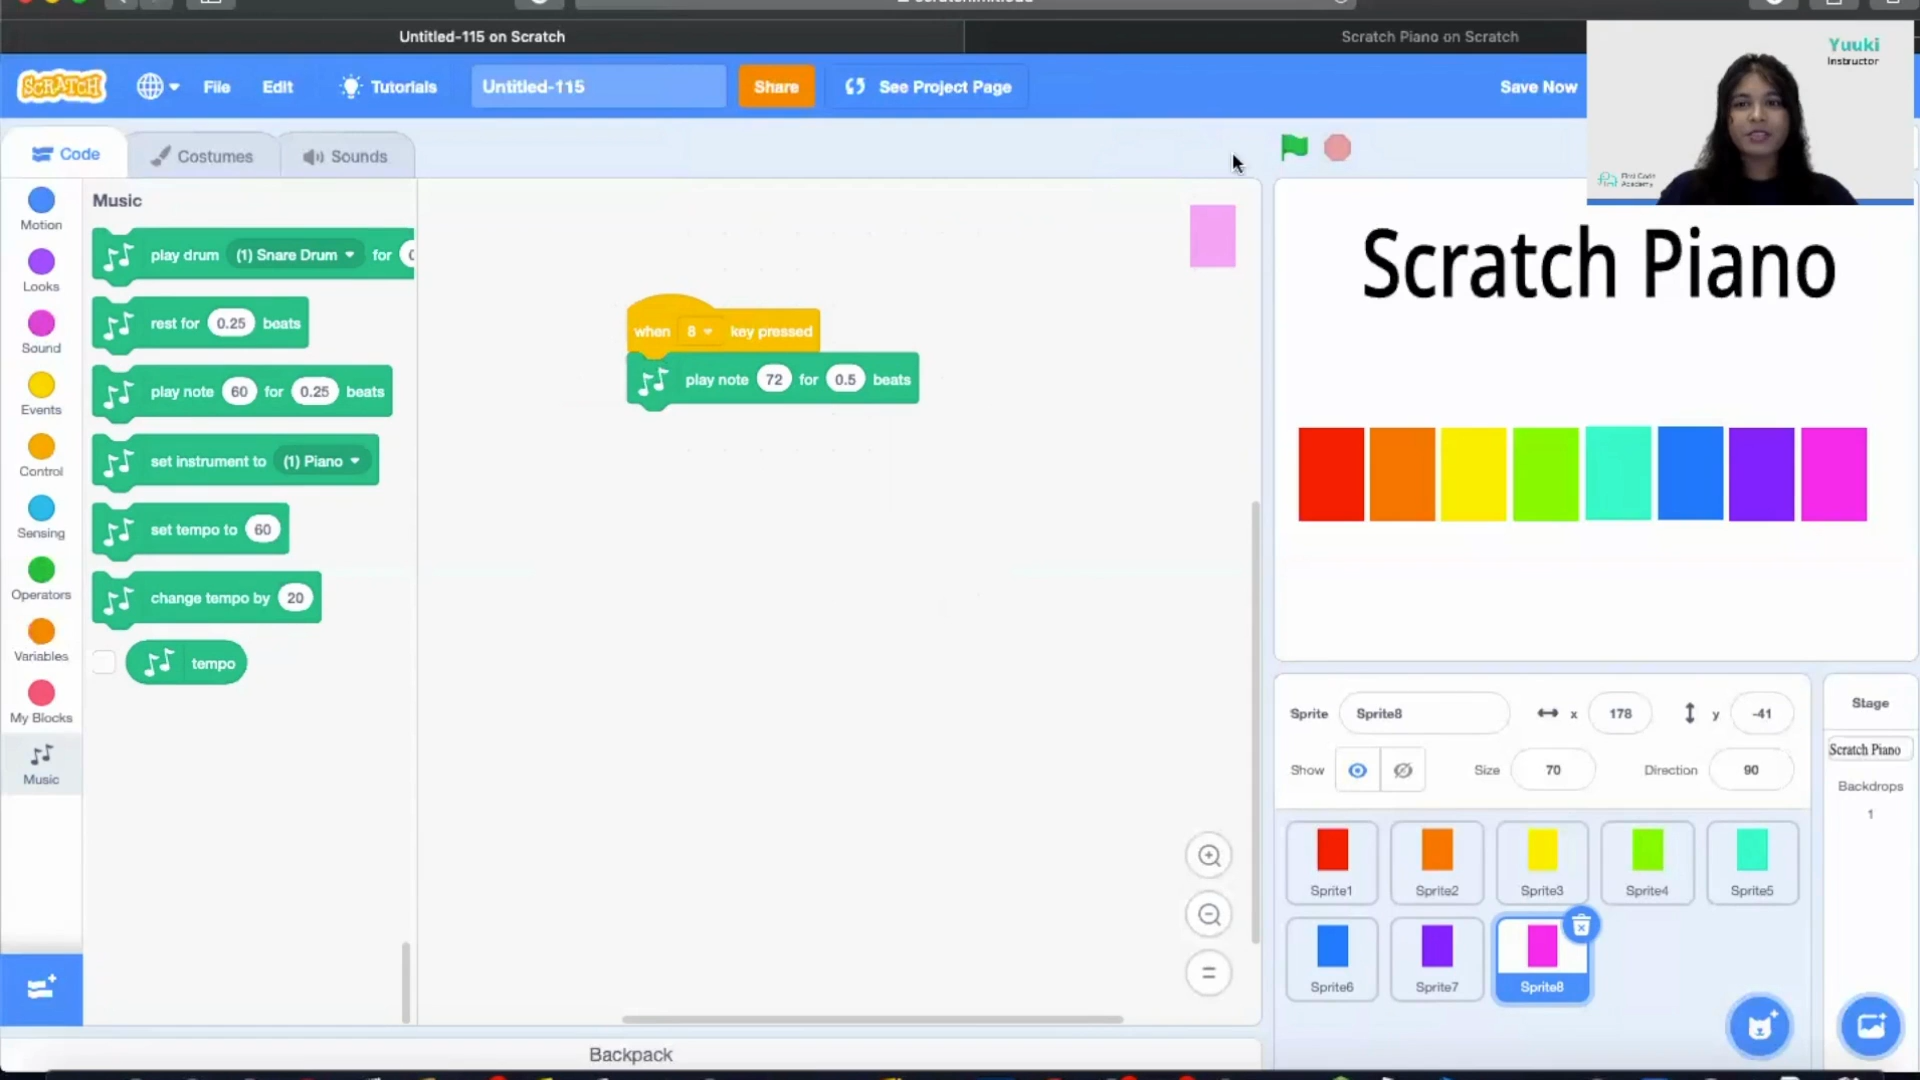 Untitled-115 on Scratch
Scratch Piano on Scratch
Yuuki
Instructor
First Code
Academy
SCRATCH
File
Edit
Tutorials
Untitled-115
Share
See Project Page
Save Now
Code
Costumes
Sounds
Motion
Looks
Sound
Events
Control
Sensing
Operators
Variables
My Blocks
Music
Music
play drum (1) Snare Drum for
rest for 0.25 beats
play note 60 for 0.25 beats
set instrument to (1) Piano
set tempo to 60
change tempo by 20
tempo
when 8 key pressed
play note 72 for 0.5 beats
Scratch Piano
Sprite Sprite8 x 178 y -41
Show Size 70 Direction 90
Sprite1
Sprite2
Sprite3
Sprite4
Sprite5
Sprite6
Sprite7
Sprite8
Stage
Scratch Piano
Backdrops
1
Backpack